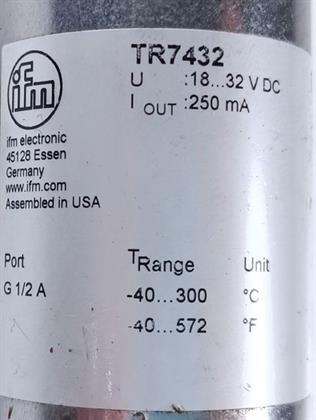 ifm
TR7432
U :18...32 V DC
I OUT :250 mA
ifm electronic
45128 Essen
Germany
www.ifm.com
Assembled in USA
Port TRange Unit
G 1/2 A -40...300 °C
-40...572 °F